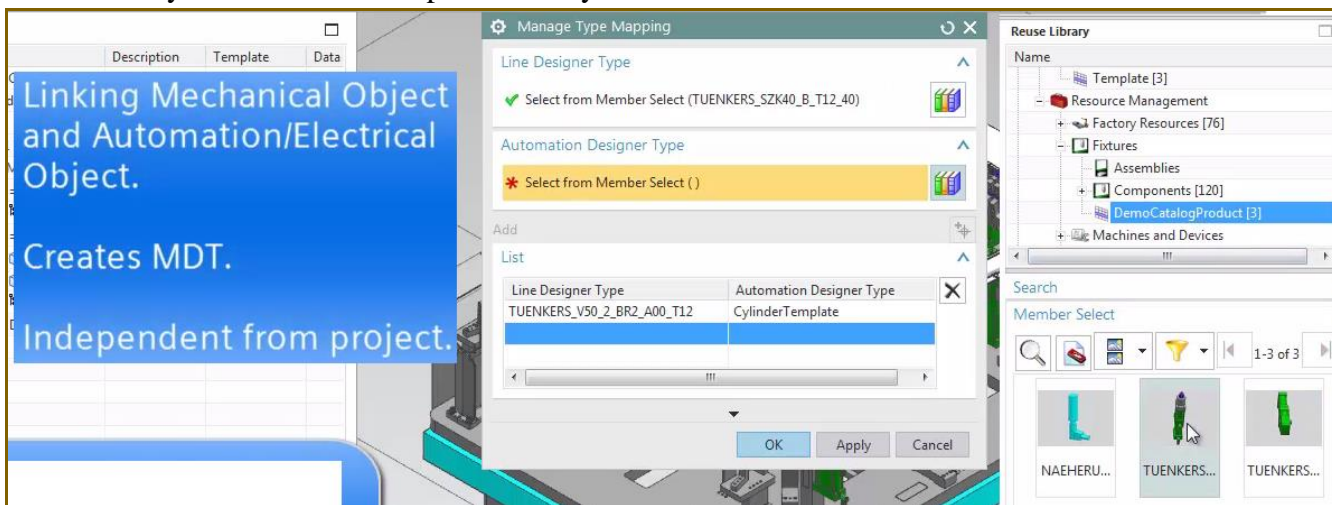 Description Template Data
Linking Mechanical Object
and Automation/Electrical
Object.
Creates MDT.
Independent from project.
Manage Type Mapping
Line Designer Type
Select from Member Select (TUENKERS_SZK40_B_T12_40)
Automation Designer Type
* Select from Member Select ( )
Add
List
Line Designer Type Automation Designer Type
TUENKERS_V50_2_BR2_A00_T12 CylinderTemplate
OK Apply Cancel
Reuse Library
Name
Template [3]
Resource Management
Factory Resources [76]
Fixtures
Assemblies
Components [120]
DemoCatalogProduct [3]
Machines and Devices
Search
Member Select
1-3 of 3
NAEHERU... TUENKERS... TUENKERS...